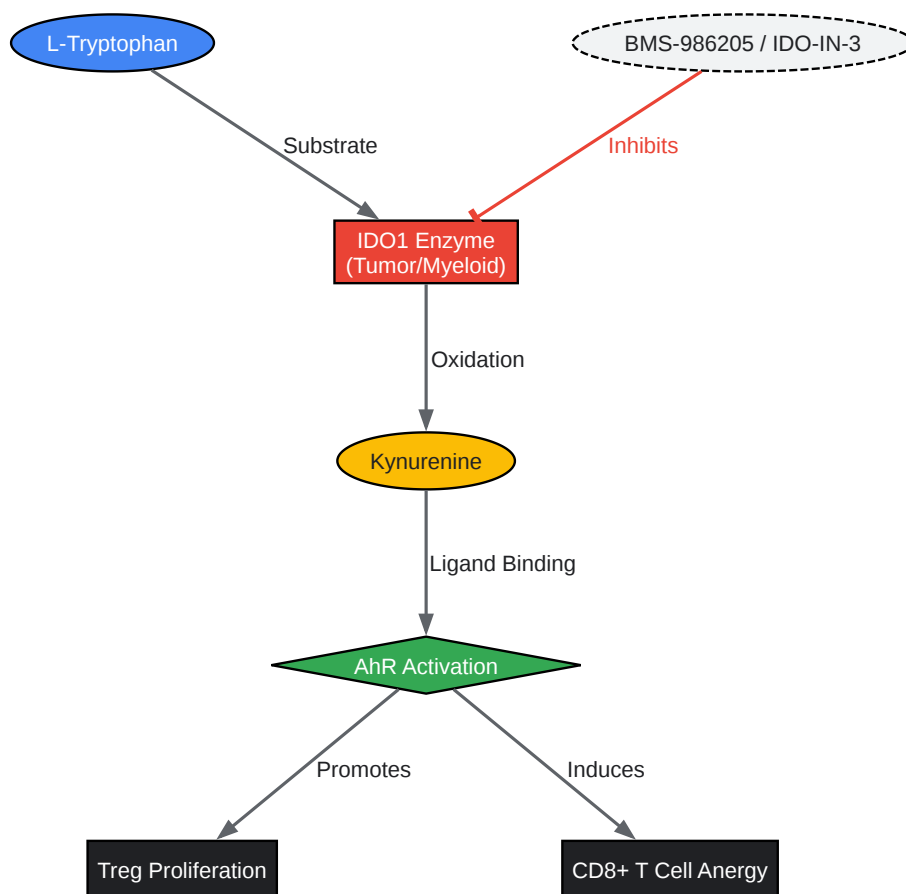 L-Tryptophan
BMS-986205 / IDO-IN-3
Substrate
Inhibits
IDO1 Enzyme
(Tumor/Myeloid)
Oxidation
Kynurenine
Ligand Binding
AhR Activation
Promotes
Induces
Treg Proliferation
CD8+ T Cell Anergy